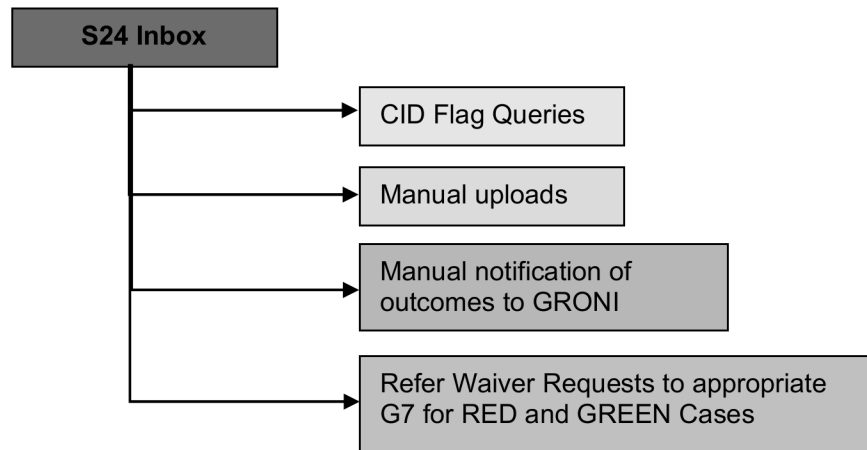 S24 Inbox
CID Flag Queries
Manual uploads
Manual notification of
outcomes to GRONI
Refer Waiver Requests to appropriate
G7 for RED and GREEN Cases